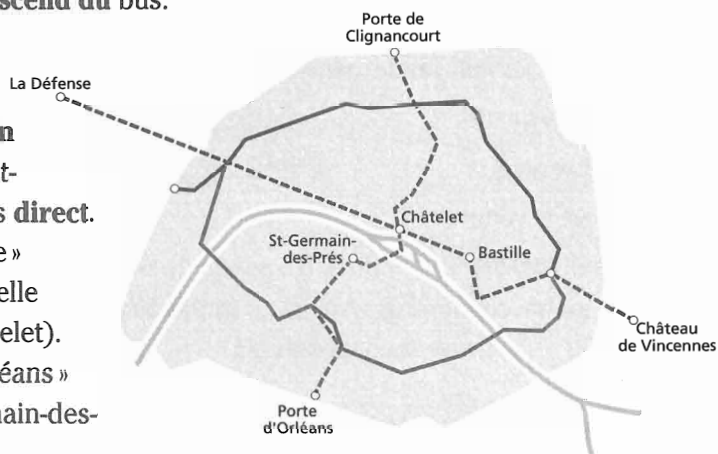 scend du bus.
n
t-
s direct.
e »
elle
elet).
éans »
nain-des-
Porte de
Clignancourt
La Défense
Châtelet
St-Germain-
des-Prés
Bastille
Château
de Vincennes
Porte
d'Orléans